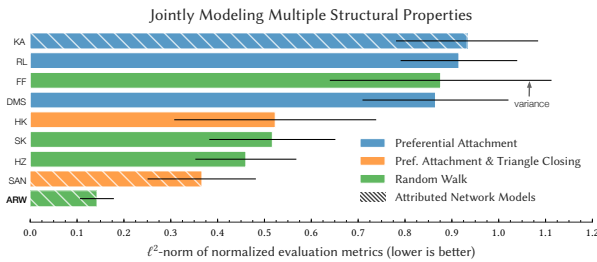 Jointly Modeling Multiple Structural Properties
KA
RL
FF
DMS
variance
HK
SK
Preferential Attachment
HZ
Pref. Attachment & Triangle Closing
SAN
Random Walk
ARW
Attributed Network Models
0.0 0.1 0.2 0.3 0.4 0.5 0.6 0.7 0.8 0.9 1.0 1.1 1.2
ℓ²-norm of normalized evaluation metrics (lower is better)